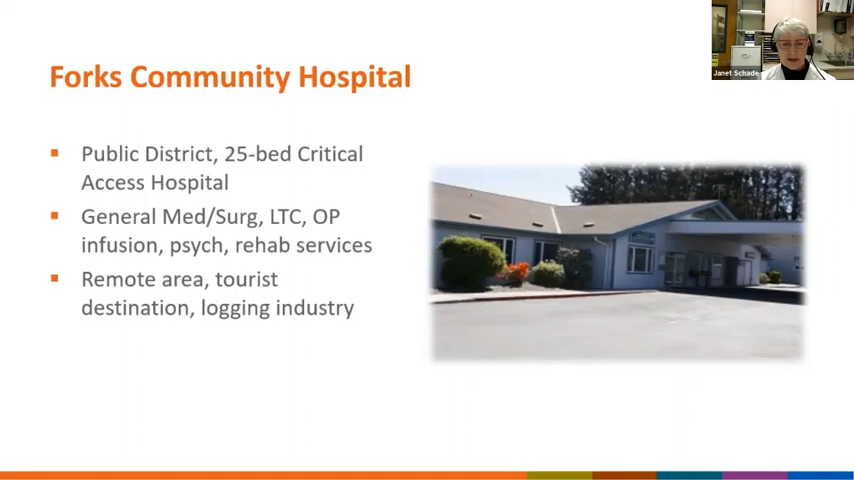 Forks Community Hospital
Janet Schade
▪ Public District, 25-bed Critical
Access Hospital
▪ General Med/Surg, LTC, OP
infusion, psych, rehab services
▪ Remote area, tourist
destination, logging industry